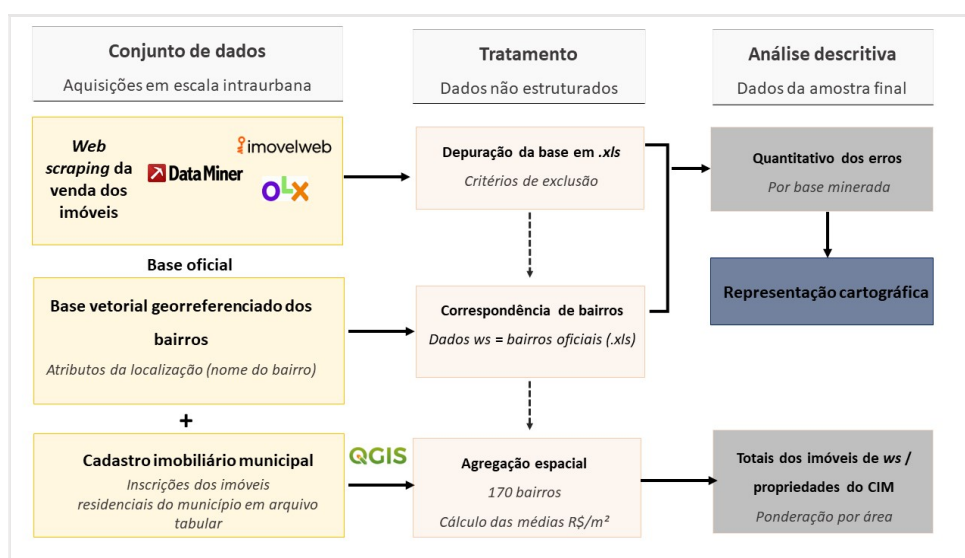 Conjunto de dados
Aquisições em escala intraurbana
Web
scraping da
venda dos
imóveis
imovelweb
Data Miner
OLX
Base oficial
Base vetorial georreferenciado dos
bairros
Atributos da localização (nome do bairro)
+
Cadastro imobiliário municipal
Inscrições dos imóveis
residenciais do município em arquivo
tabular
QGIS
Tratamento
Dados não estruturados
Depuração da base em .xls
Critérios de exclusão
Correspondência de bairros
Dados ws = bairros oficiais (.xls)
Agregação espacial
170 bairros
Cálculo das médias R$/m²
Análise descritiva
Dados da amostra final
Quantitativo dos erros
Por base minerada
Representação cartográfica
Totais dos imóveis de ws /
propriedades do CIM
Ponderação por área